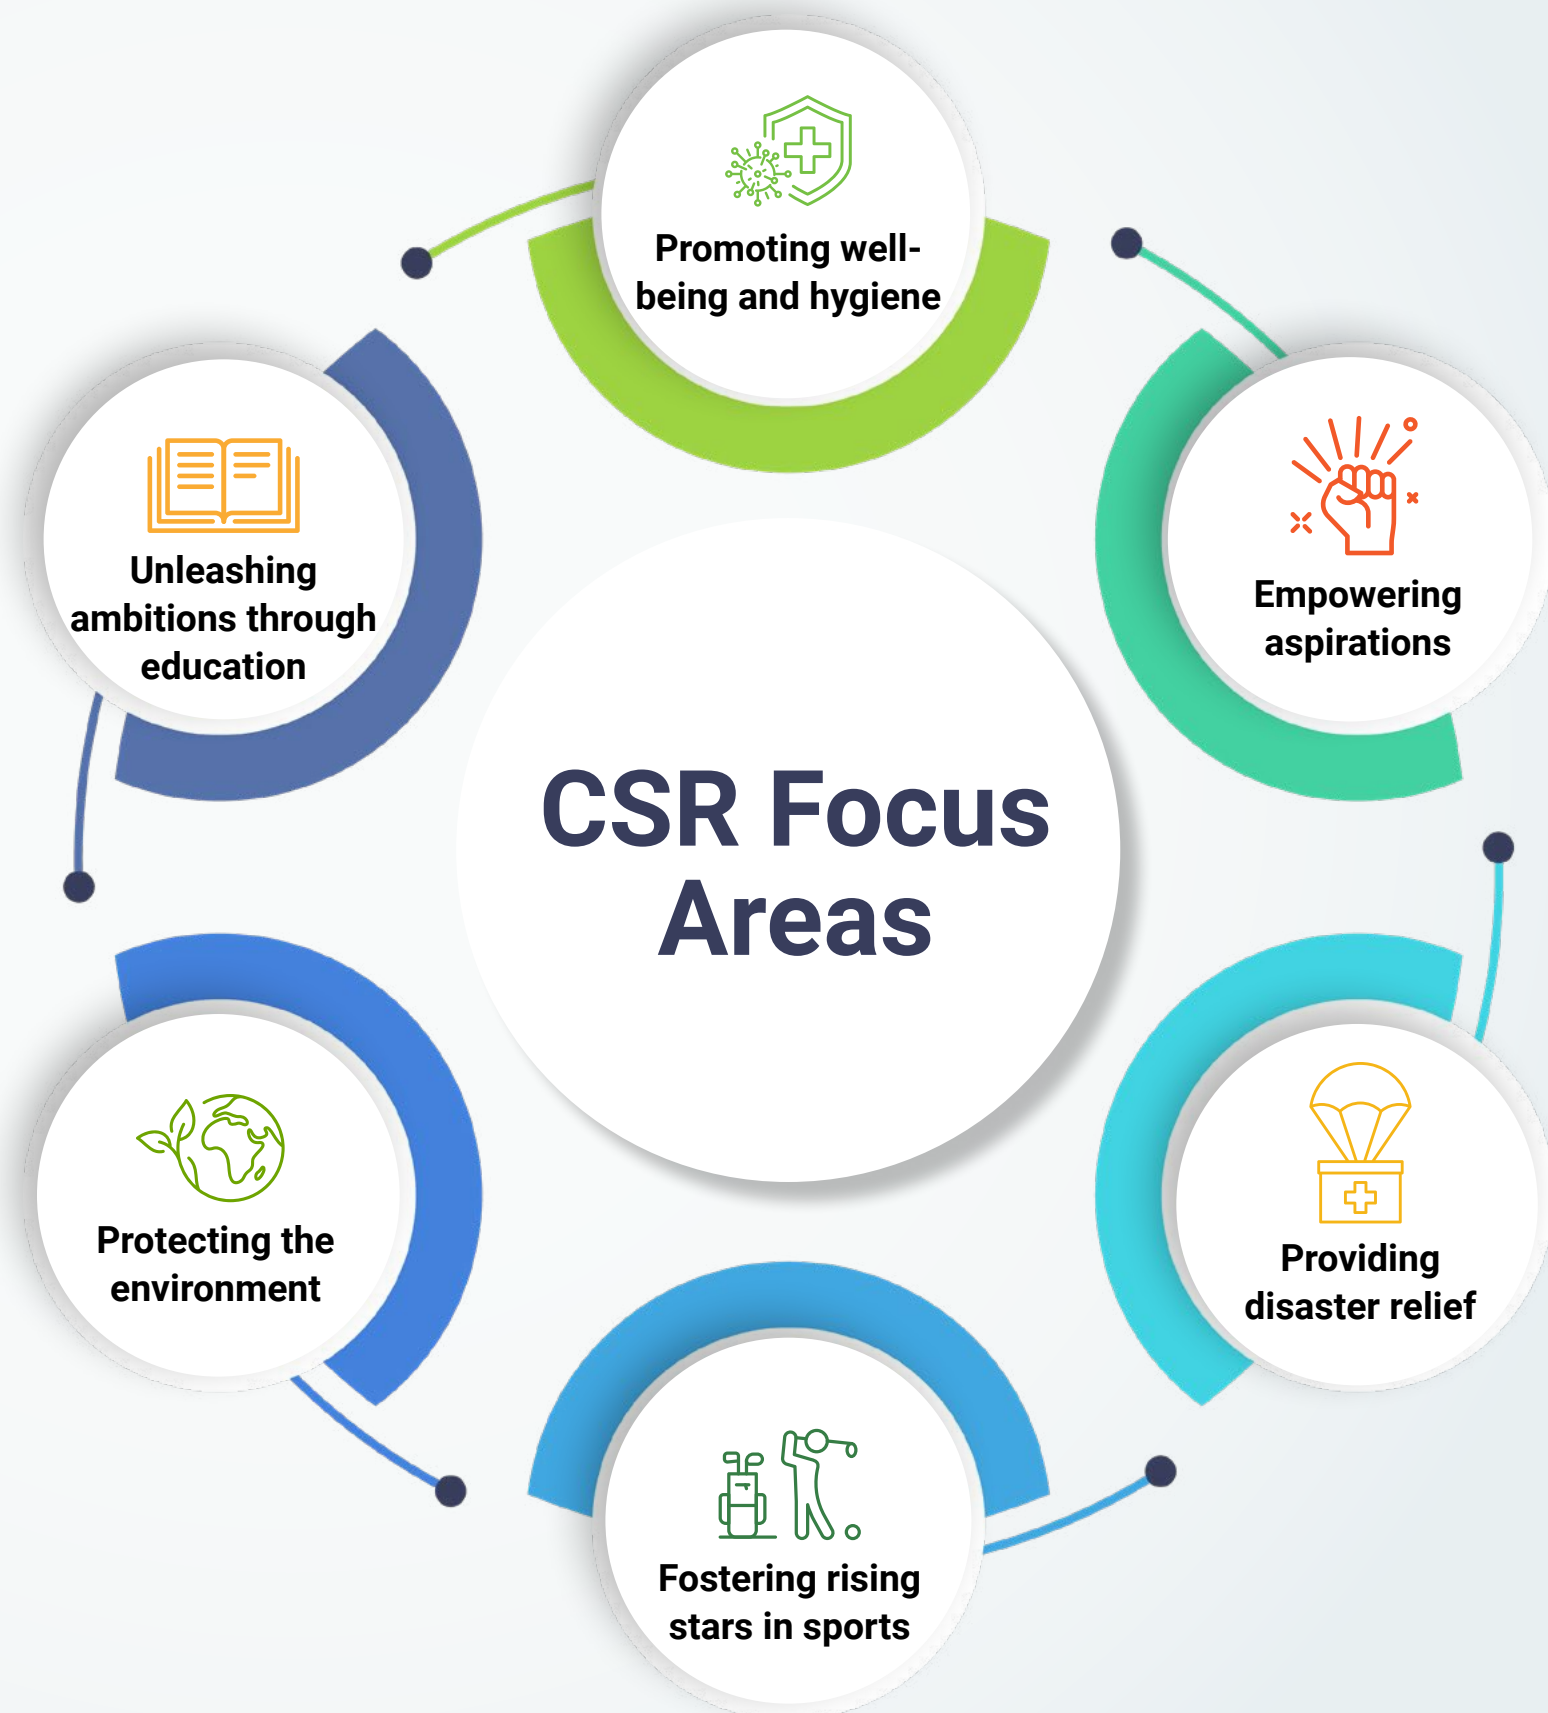 Promoting well-
being and hygiene
Empowering
aspirations
Providing
disaster relief
Fostering rising
stars in sports
Protecting the
environment
Unleashing
ambitions through
education
CSR Focus
Areas